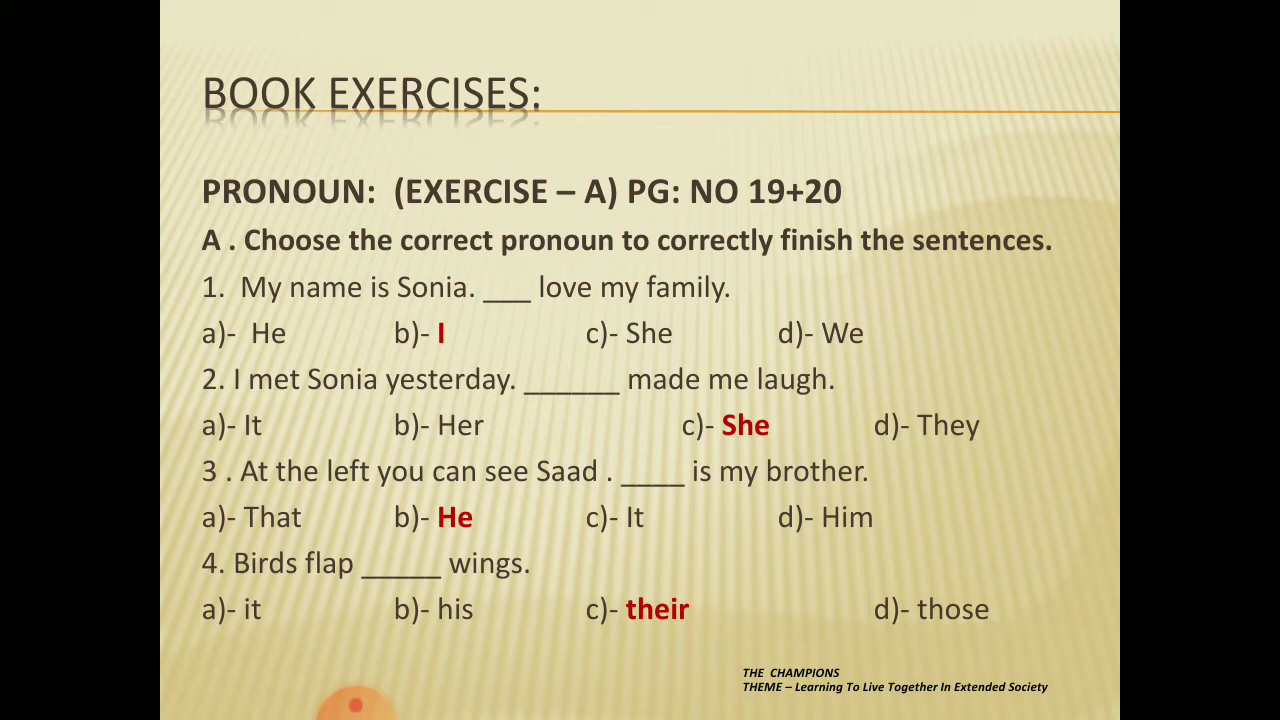 BOOK EXERCISES:
PRONOUN: (EXERCISE – A) PG: NO 19+20
A . Choose the correct pronoun to correctly finish the sentences.
1. My name is Sonia. ___ love my family.
a)- He b)- I c)- She d)- We
2. I met Sonia yesterday. ______ made me laugh.
a)- It b)- Her c)- She d)- They
3 . At the left you can see Saad . ____ is my brother.
a)- That b)- He c)- It d)- Him
4. Birds flap _____ wings.
a)- it b)- his c)- their d)- those
THE CHAMPIONS
THEME – Learning To Live Together In Extended Society